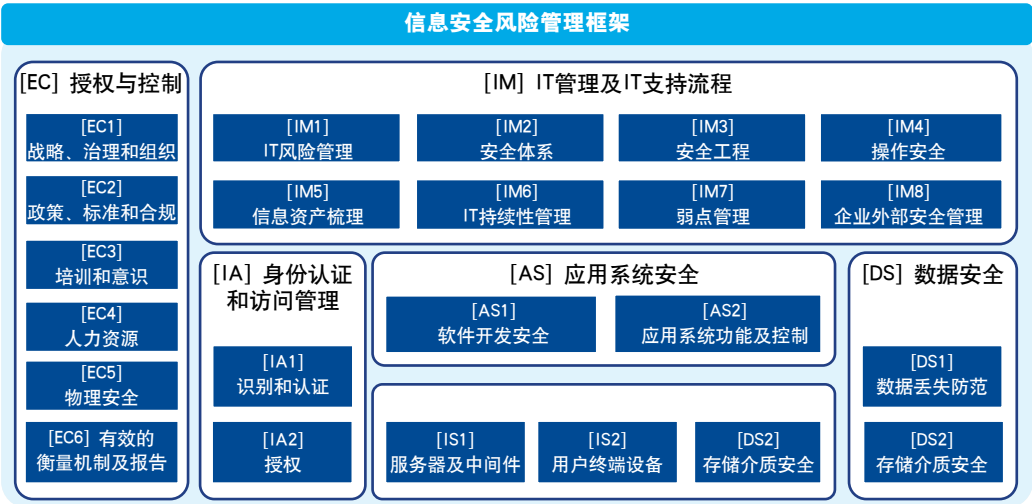 信息安全风险管理框架
[EC] 授权与控制
[EC1]
战略、治理和组织
[EC2]
政策、标准和合规
[EC3]
培训和意识
[EC4]
人力资源
[EC5]
物理安全
[EC6] 有效的
衡量机制及报告
[IM] IT管理及IT支持流程
[IM1]
IT风险管理
[IM2]
安全体系
[IM3]
安全工程
[IM4]
操作安全
[IM5]
信息资产梳理
[IM6]
IT持续性管理
[IM7]
弱点管理
[IM8]
企业外部安全管理
[IA] 身份认证
和访问管理
[IA1]
识别和认证
[IA2]
授权
[AS] 应用系统安全
[AS1]
软件开发安全
[AS2]
应用系统功能及控制
[IS1]
服务器及中间件
[IS2]
用户终端设备
[DS2]
存储介质安全
[DS] 数据安全
[DS1]
数据丢失防范
[DS2]
存储介质安全